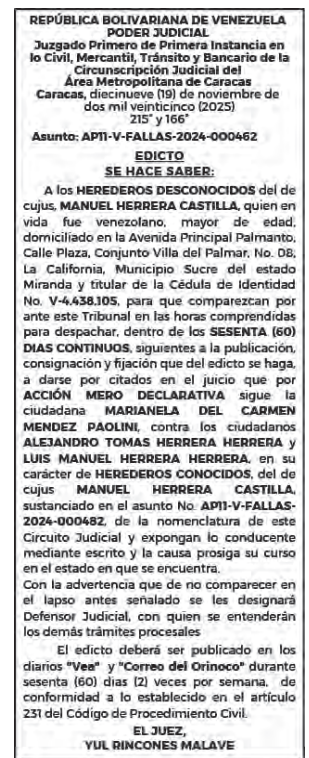 REPÚBLICA BOLIVARIANA DE VENEZUELA
PODER JUDICIAL
Juzgado Primero de Primera Instancia en
lo Civil, Mercantil, Tránsito y Bancario de la
Circunscripción Judicial del
Área Metropolitana de Caracas
Caracas, diecinueve (19) de noviembre de
dos mil veinticinco (2025)
215° y 166°
Asunto: AP11-V-FALLAS-2024-000462
EDICTO
SE HACE SABER:
A los HEREDEROS DESCONOCIDOS del de
cujus, MANUEL HERRERA CASTILLA, quien en
vida fue venezolano, mayor de edad,
domiciliado en la Avenida Principal Palmanto,
Calle Plaza, Conjunto Villa del Palmar, No. D8,
La California, Municipio Sucre del estado
Miranda y titular de la Cédula de Identidad
No. V-4.438.105, para que comparezcan por
ante este Tribunal en las horas comprendidas
para despachar, dentro de los SESENTA (60)
DIAS CONTINUOS, siguientes a la publicación,
consignación y fijación que del edicto se haga,
a darse por citados en el juicio que por
ACCIÓN MERO DECLARATIVA sigue la
ciudadana MARIANELA DEL CARMEN
MENDEZ PAOLINI, contra los ciudadanos
ALEJANDRO TOMAS HERRERA HERRERA y
LUIS MANUEL HERRERA HERRERA, en su
carácter de HEREDEROS CONOCIDOS, del de
cujus MANUEL HERRERA CASTILLA,
sustanciado en el asunto No. AP11-V-FALLAS-
2024-000482, de la nomenclatura de este
Circuito Judicial y expongan lo conducente
mediante escrito y la causa prosiga su curso
en el estado en que se encuentra.
Con la advertencia que de no comparecer en
el lapso antes señalado se les designará
Defensor Judicial, con quien se entenderán
los demás trámites procesales
El edicto deberá ser publicado en los
diarios "Vea" y "Correo del Orinoco" durante
sesenta (60) dias (2) veces por semana, de
conformidad a lo establecido en el artículo
231 del Código de Procedimiento Civil.
EL JUEZ,
YUL RINCONES MALAVE